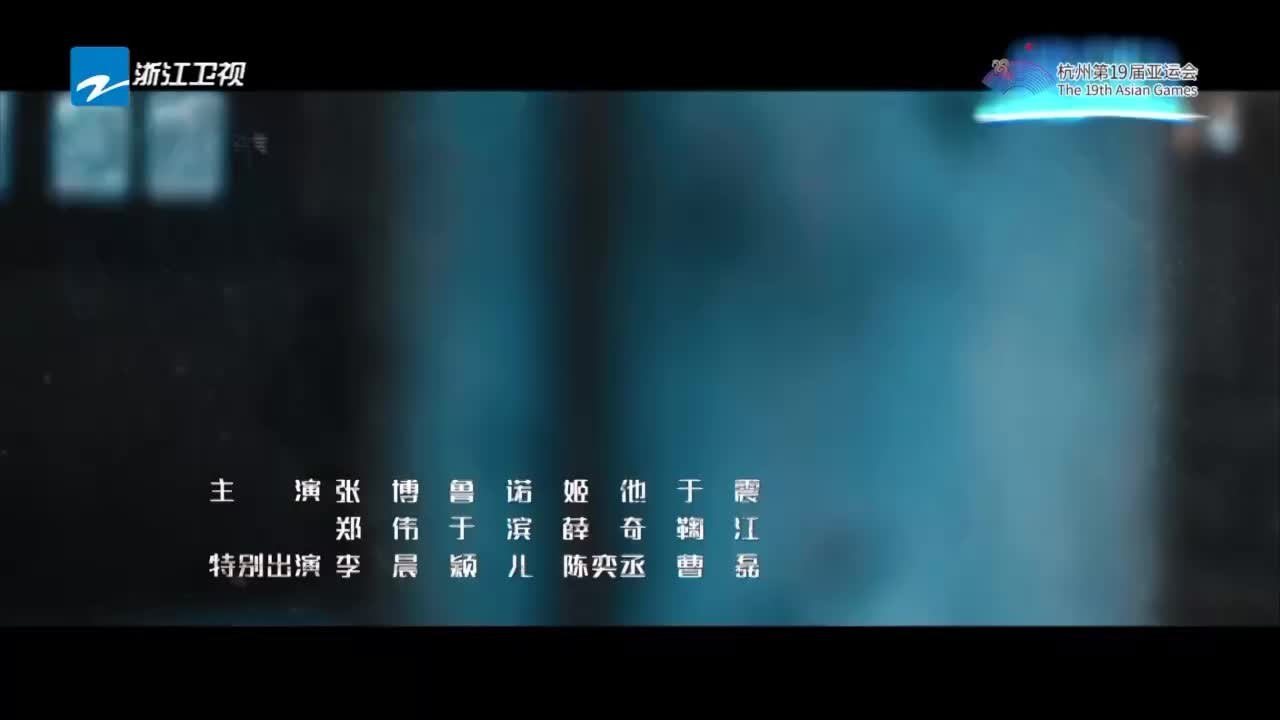 浙江卫视
杭州第19届亚运会
The 19th Asian Games
主 演 张 博 鲁 诺 姬 他 于 震
郑 伟 于 滨 薛 奇 鞠 江
特别出演 李 晨 颖 儿 陈奕丞 曹 磊